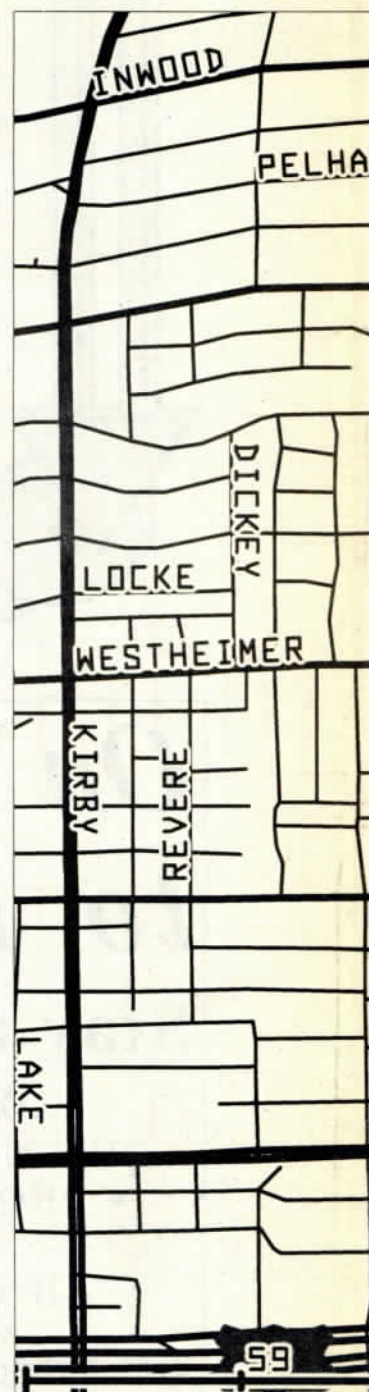 INWOOD
PELHA
DICKEY
LOCKE
WESTHEIMER
KIRBY
REVERE
LAKE
59